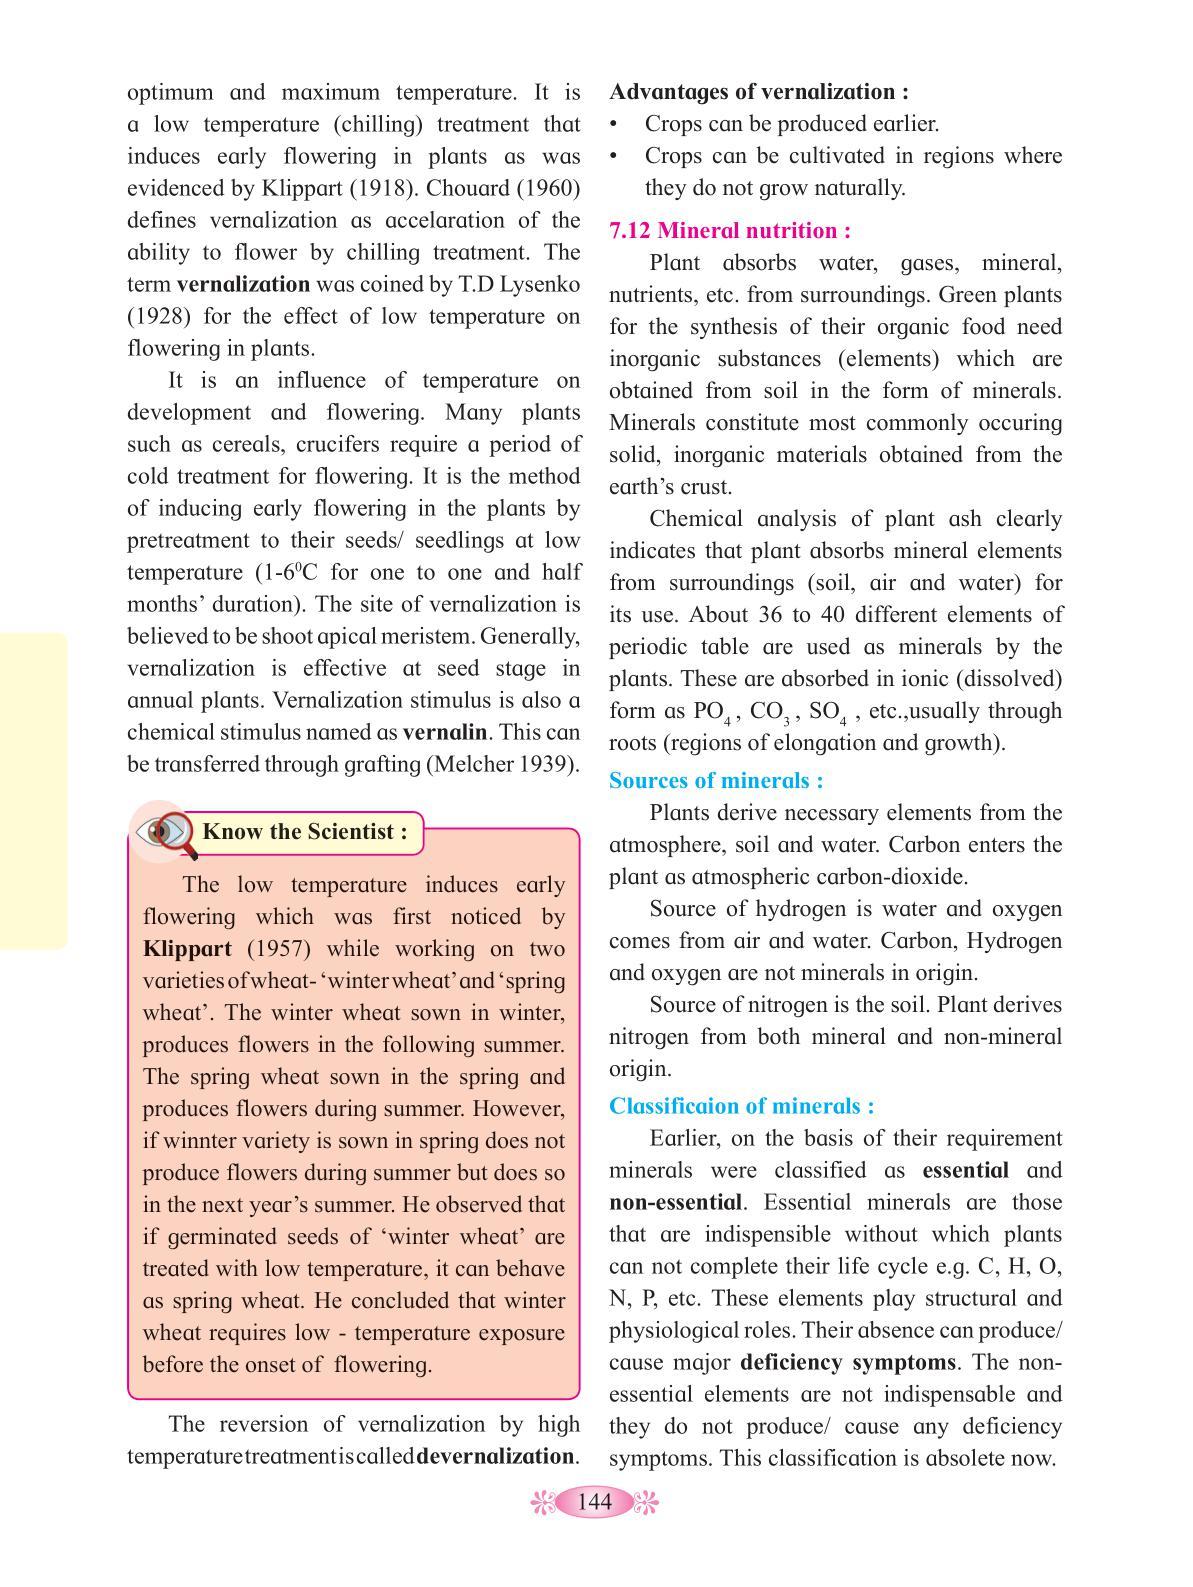 optimum and maximum temperature. It is
a low temperature (chilling) treatment that
induces early flowering in plants as was
evidenced by Klippart (1918). Chouard (1960)
defines vernalization as accelaration of the
ability to flower by chilling treatment. The
term vernalization was coined by T.D Lysenko
(1928) for the effect of low temperature on
flowering in plants.
It is an influence of temperature on
development and flowering. Many plants
such as cereals, crucifers require a period of
cold treatment for flowering. It is the method
of inducing early flowering in the plants by
pretreatment to their seeds/ seedlings at low
temperature (1-6⁰C for one to one and half
months’ duration). The site of vernalization is
believed to be shoot apical meristem. Generally,
vernalization is effective at seed stage in
annual plants. Vernalization stimulus is also a
chemical stimulus named as vernalin. This can
be transferred through grafting (Melcher 1939).
Know the Scientist :
The low temperature induces early
flowering which was first noticed by
Klippart (1957) while working on two
varieties of wheat- ‘winter wheat’ and ‘spring
wheat’. The winter wheat sown in winter,
produces flowers in the following summer.
The spring wheat sown in the spring and
produces flowers during summer. However,
if winnter variety is sown in spring does not
produce flowers during summer but does so
in the next year’s summer. He observed that
if germinated seeds of ‘winter wheat’ are
treated with low temperature, it can behave
as spring wheat. He concluded that winter
wheat requires low - temperature exposure
before the onset of flowering.
The reversion of vernalization by high
temperature treatment is called devernalization.
Advantages of vernalization :
• Crops can be produced earlier.
• Crops can be cultivated in regions where
they do not grow naturally.
7.12 Mineral nutrition :
Plant absorbs water, gases, mineral,
nutrients, etc. from surroundings. Green plants
for the synthesis of their organic food need
inorganic substances (elements) which are
obtained from soil in the form of minerals.
Minerals constitute most commonly occuring
solid, inorganic materials obtained from the
earth’s crust.
Chemical analysis of plant ash clearly
indicates that plant absorbs mineral elements
from surroundings (soil, air and water) for
its use. About 36 to 40 different elements of
periodic table are used as minerals by the
plants. These are absorbed in ionic (dissolved)
form as PO₄ , CO₃ , SO₄ , etc.,usually through
roots (regions of elongation and growth).
Sources of minerals :
Plants derive necessary elements from the
atmosphere, soil and water. Carbon enters the
plant as atmospheric carbon-dioxide.
Source of hydrogen is water and oxygen
comes from air and water. Carbon, Hydrogen
and oxygen are not minerals in origin.
Source of nitrogen is the soil. Plant derives
nitrogen from both mineral and non-mineral
origin.
Classificaion of minerals :
Earlier, on the basis of their requirement
minerals were classified as essential and
non-essential. Essential minerals are those
that are indispensible without which plants
can not complete their life cycle e.g. C, H, O,
N, P, etc. These elements play structural and
physiological roles. Their absence can produce/
cause major deficiency symptoms. The non-
essential elements are not indispensable and
they do not produce/ cause any deficiency
symptoms. This classification is absolete now.
144